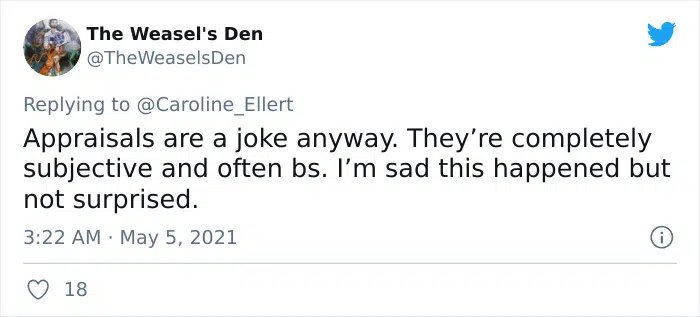 The Weasel's Den
@TheWeaselsDen
Replying to @Caroline_Ellert
Appraisals are a joke anyway. They’re completely
subjective and often bs. I’m sad this happened but
not surprised.
3:22 AM · May 5, 2021
18